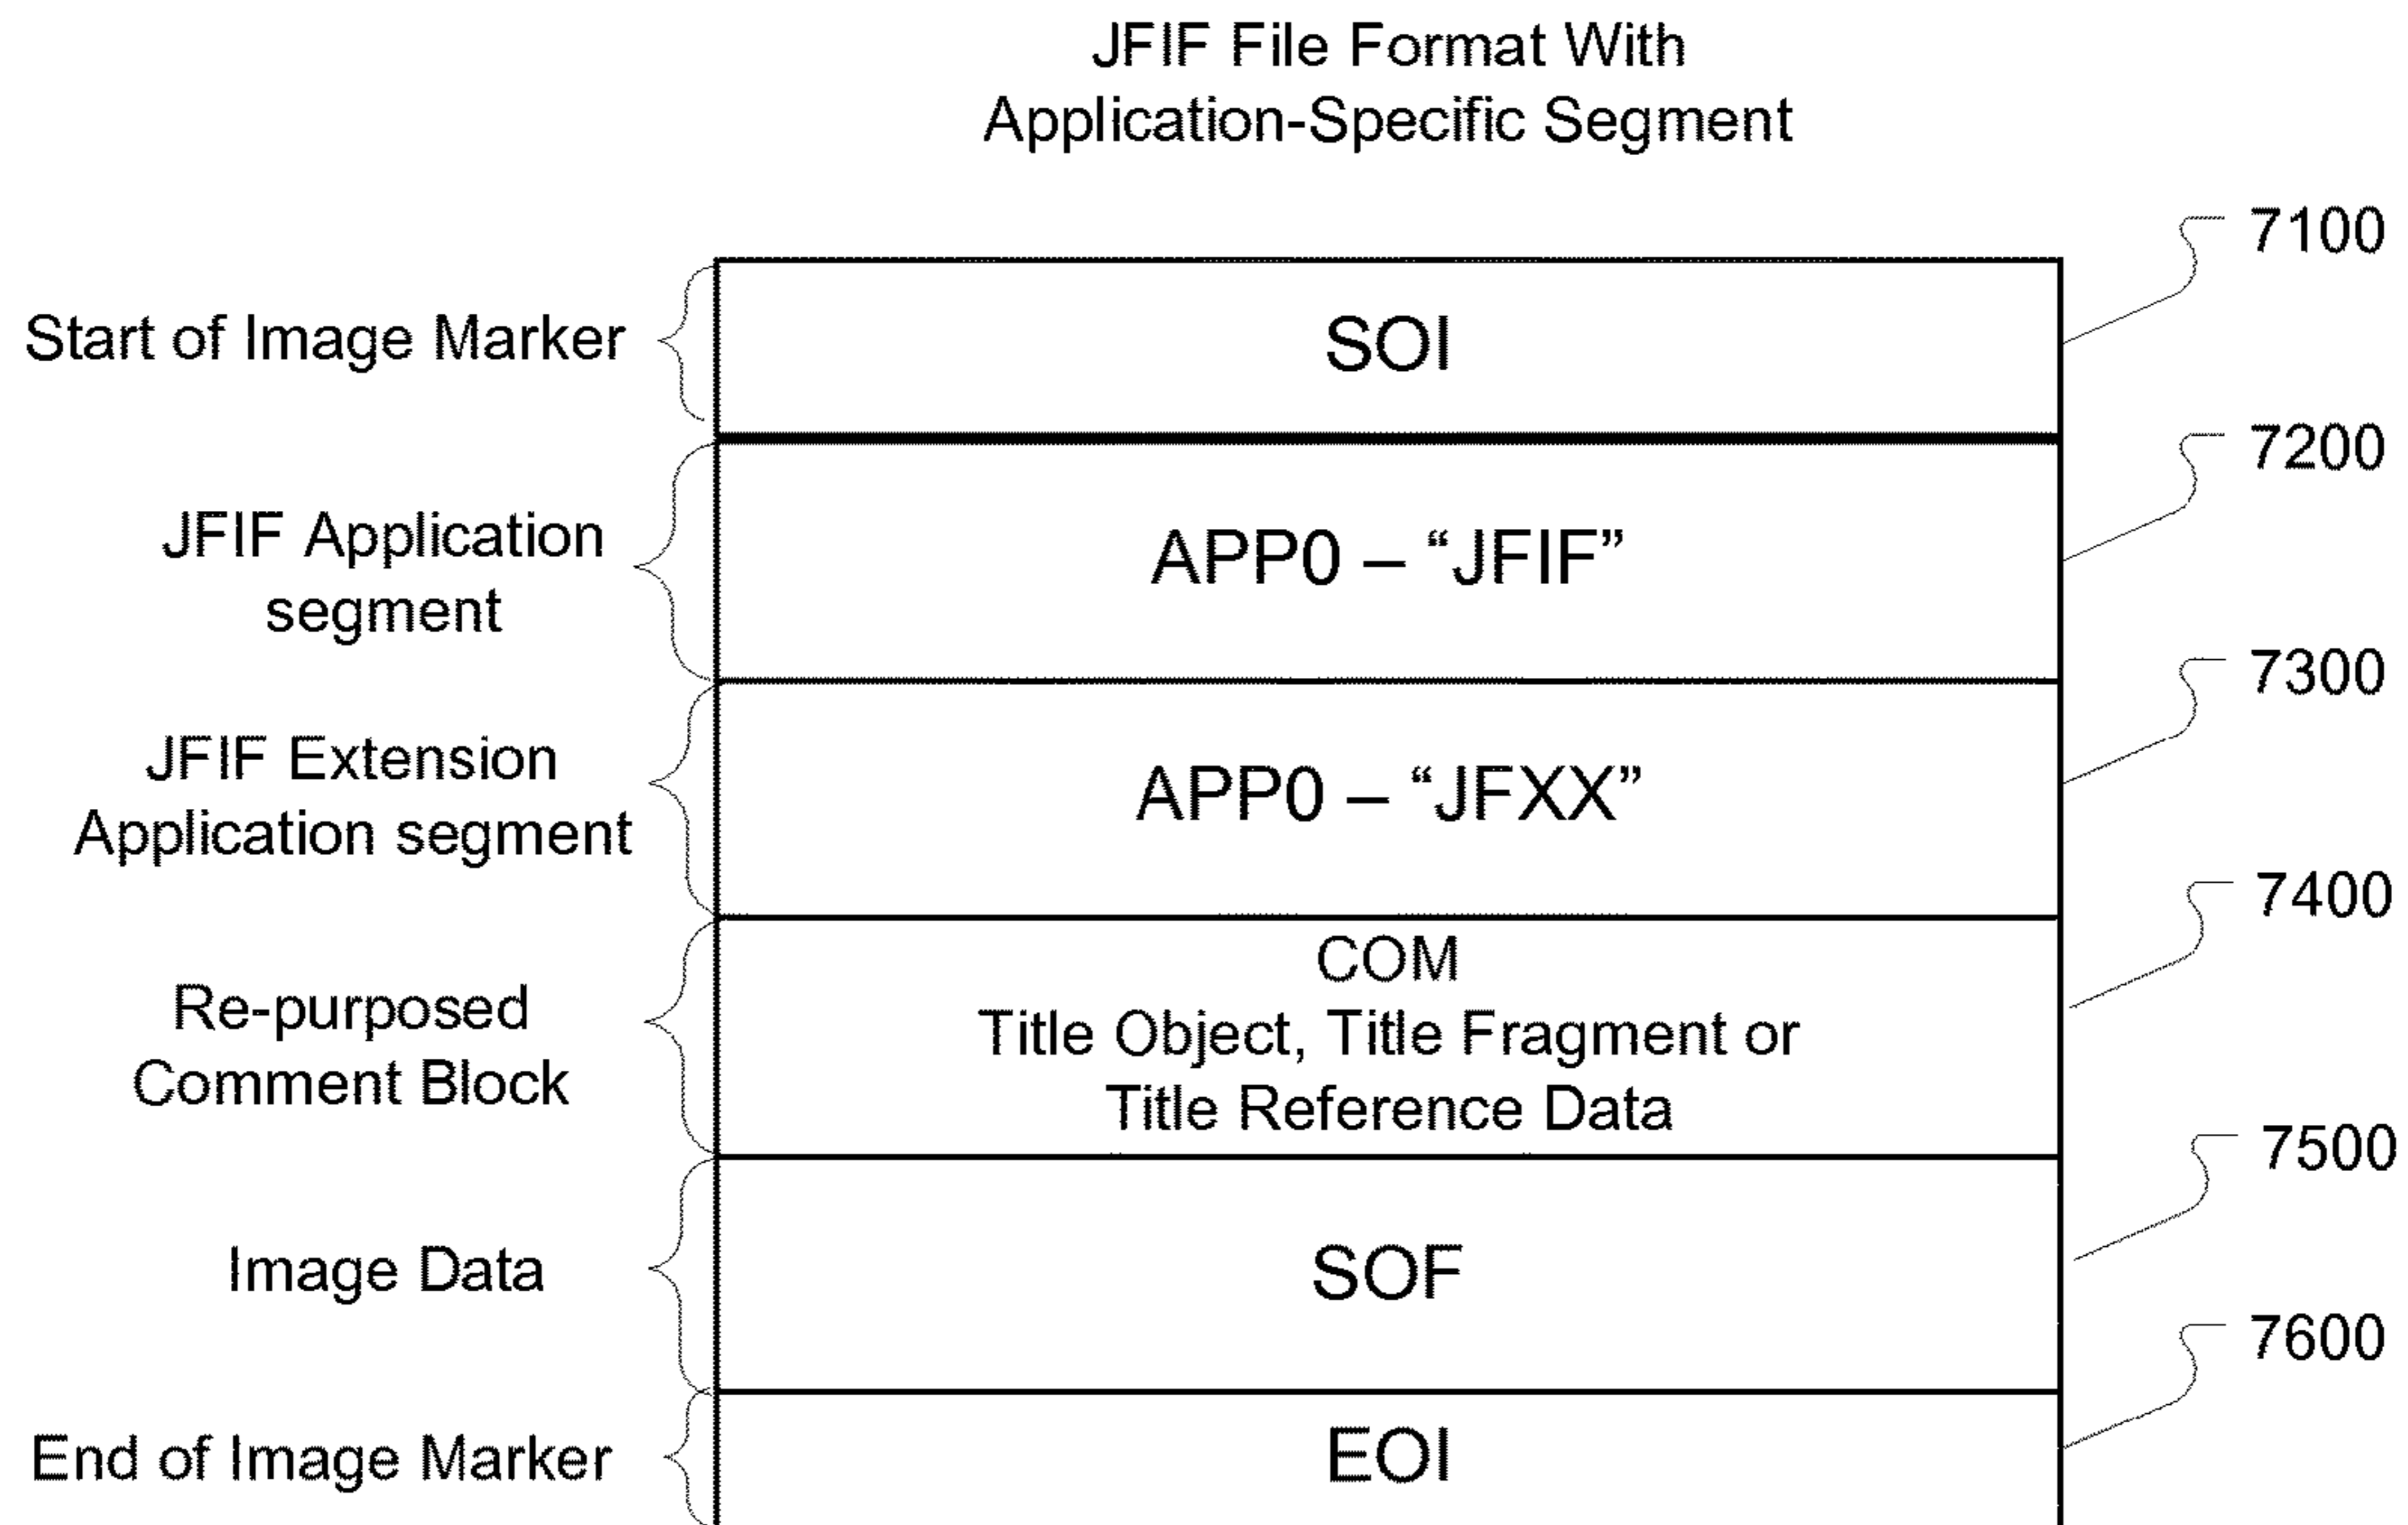 JFIF File Format With
Application-Specific Segment
7100
Start of Image Marker
SOI
7200
JFIF Application
segment
APP0 – “JFIF”
7300
JFIF Extension
Application segment
APP0 – “JFXX”
7400
Re-purposed
Comment Block
COM
Title Object, Title Fragment or
Title Reference Data
7500
Image Data
SOF
7600
End of Image Marker
EOI